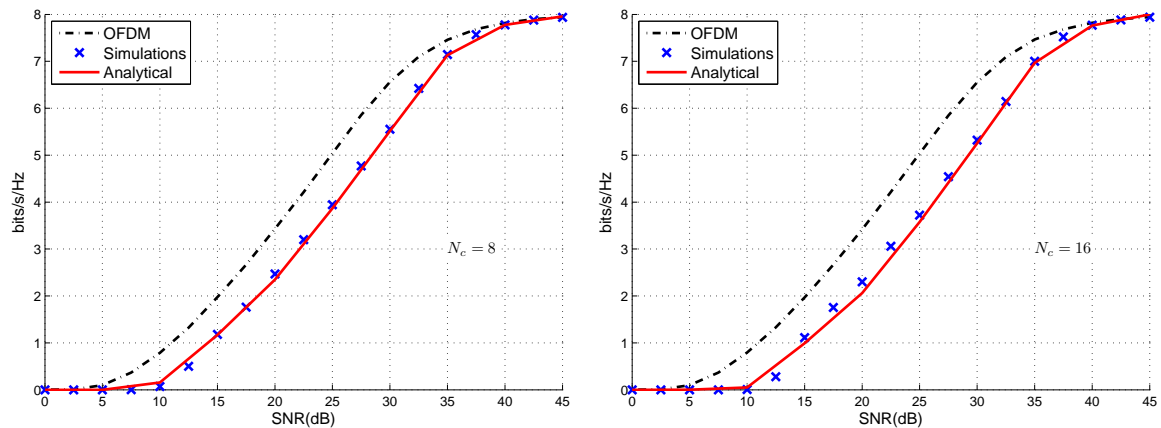 8
7
6
5
4
3
2
1
0
bits/s/Hz
OFDM
Simulations
Analytical
N_c = 8
0 5 10 15 20 25 30 35 40 45
SNR(dB)
8
7
6
5
4
3
2
1
0
bits/s/Hz
OFDM
Simulations
Analytical
N_c = 16
0 5 10 15 20 25 30 35 40 45
SNR(dB)